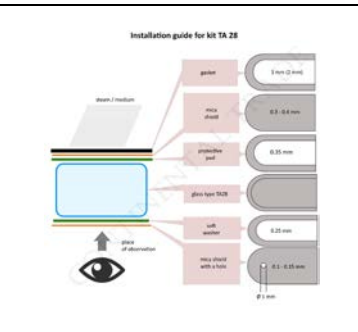 Installation guide for kit TA 28
gasket
3 mm (2 mm)
steam / medium
mica
shield
0.3 - 0.4 mm
protective
pad
0.35 mm
glass type TA28
soft
washer
0.25 mm
place
of observation
mica shield
with a hole
0.1 - 0.15 mm
Ø 1 mm